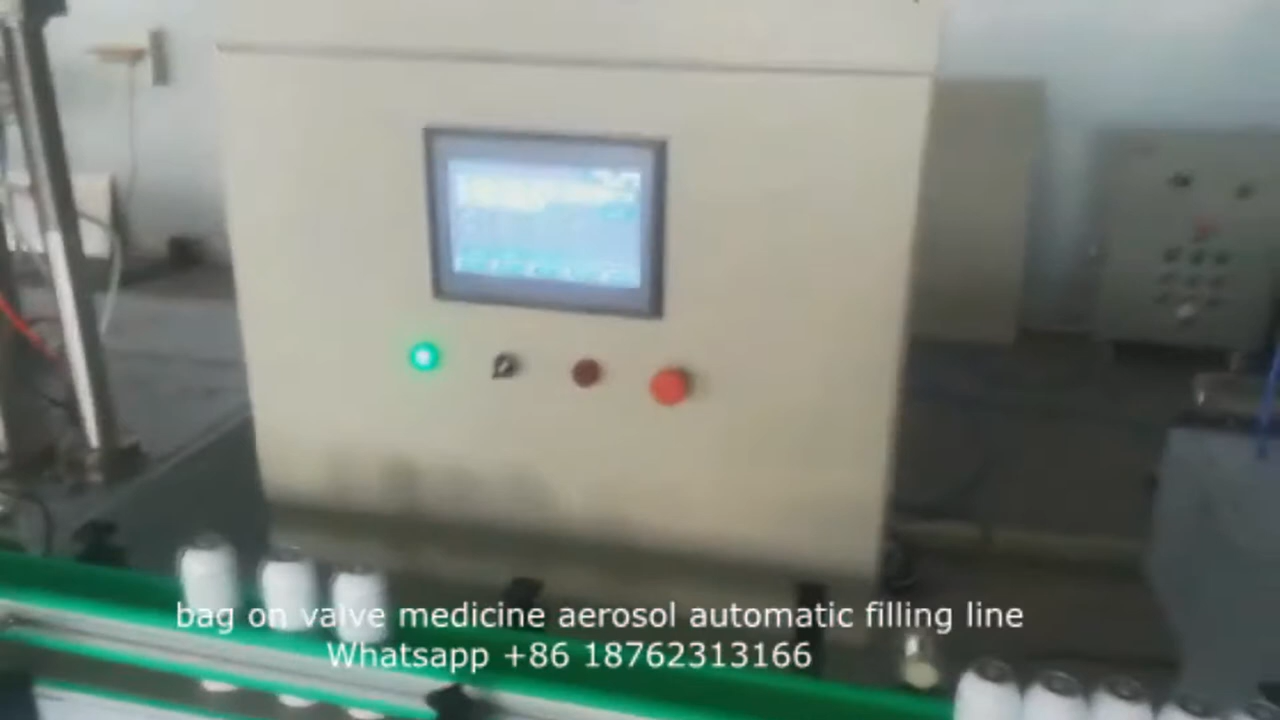 bag on valve medicine aerosol automatic filling line
Whatsapp +86 18762313166